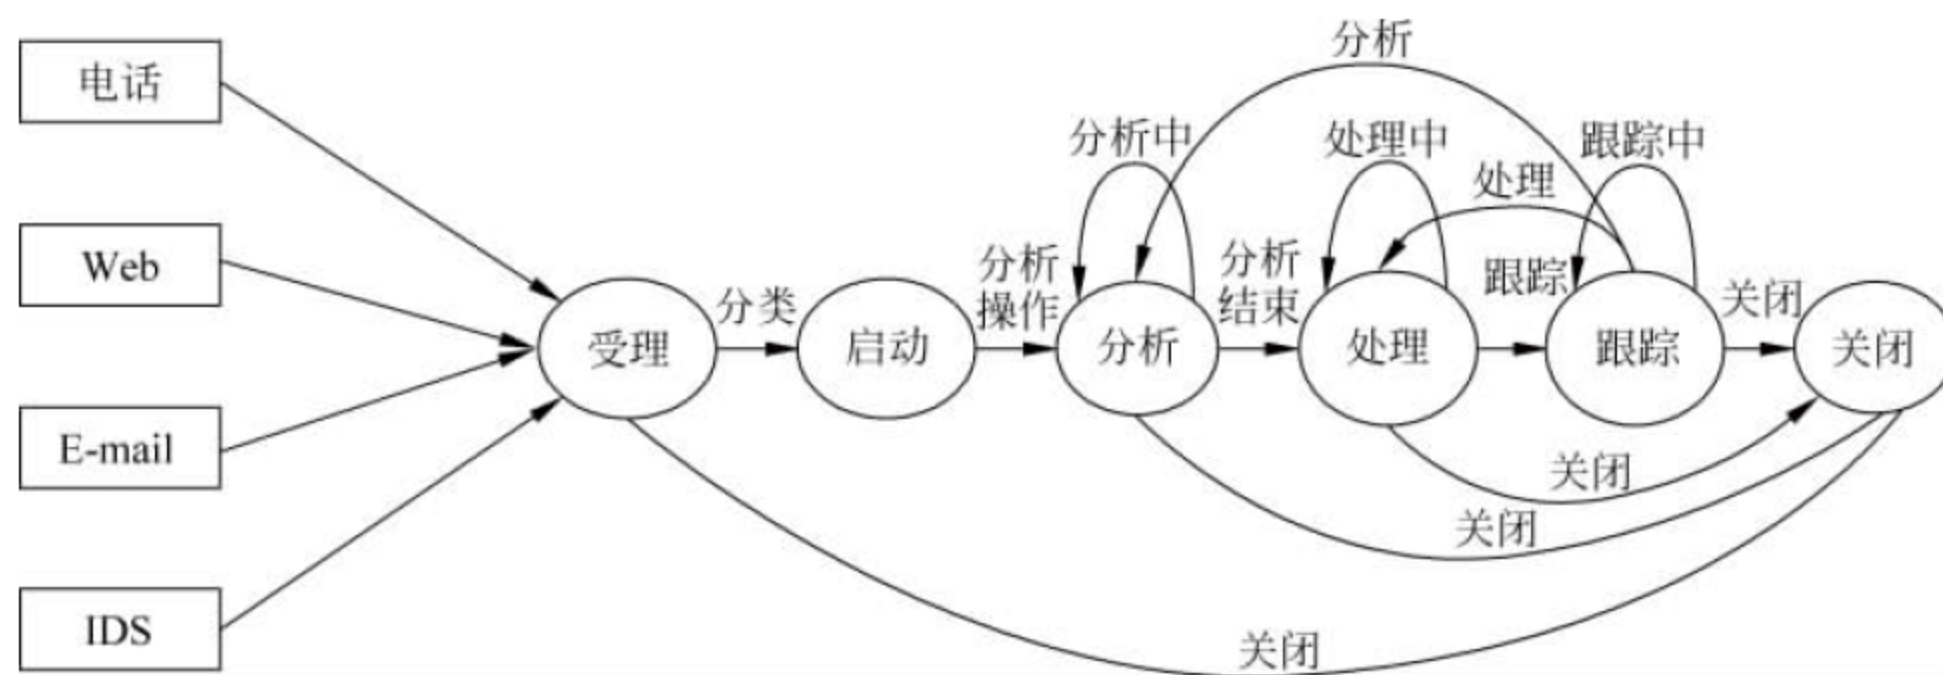 电话
Web
E-mail
IDS
受理
分类
启动
分析
操作
分析
分析中
分析
分析
结束
处理
处理中
处理
跟踪
跟踪
跟踪中
关闭
关闭
关闭
关闭
关闭